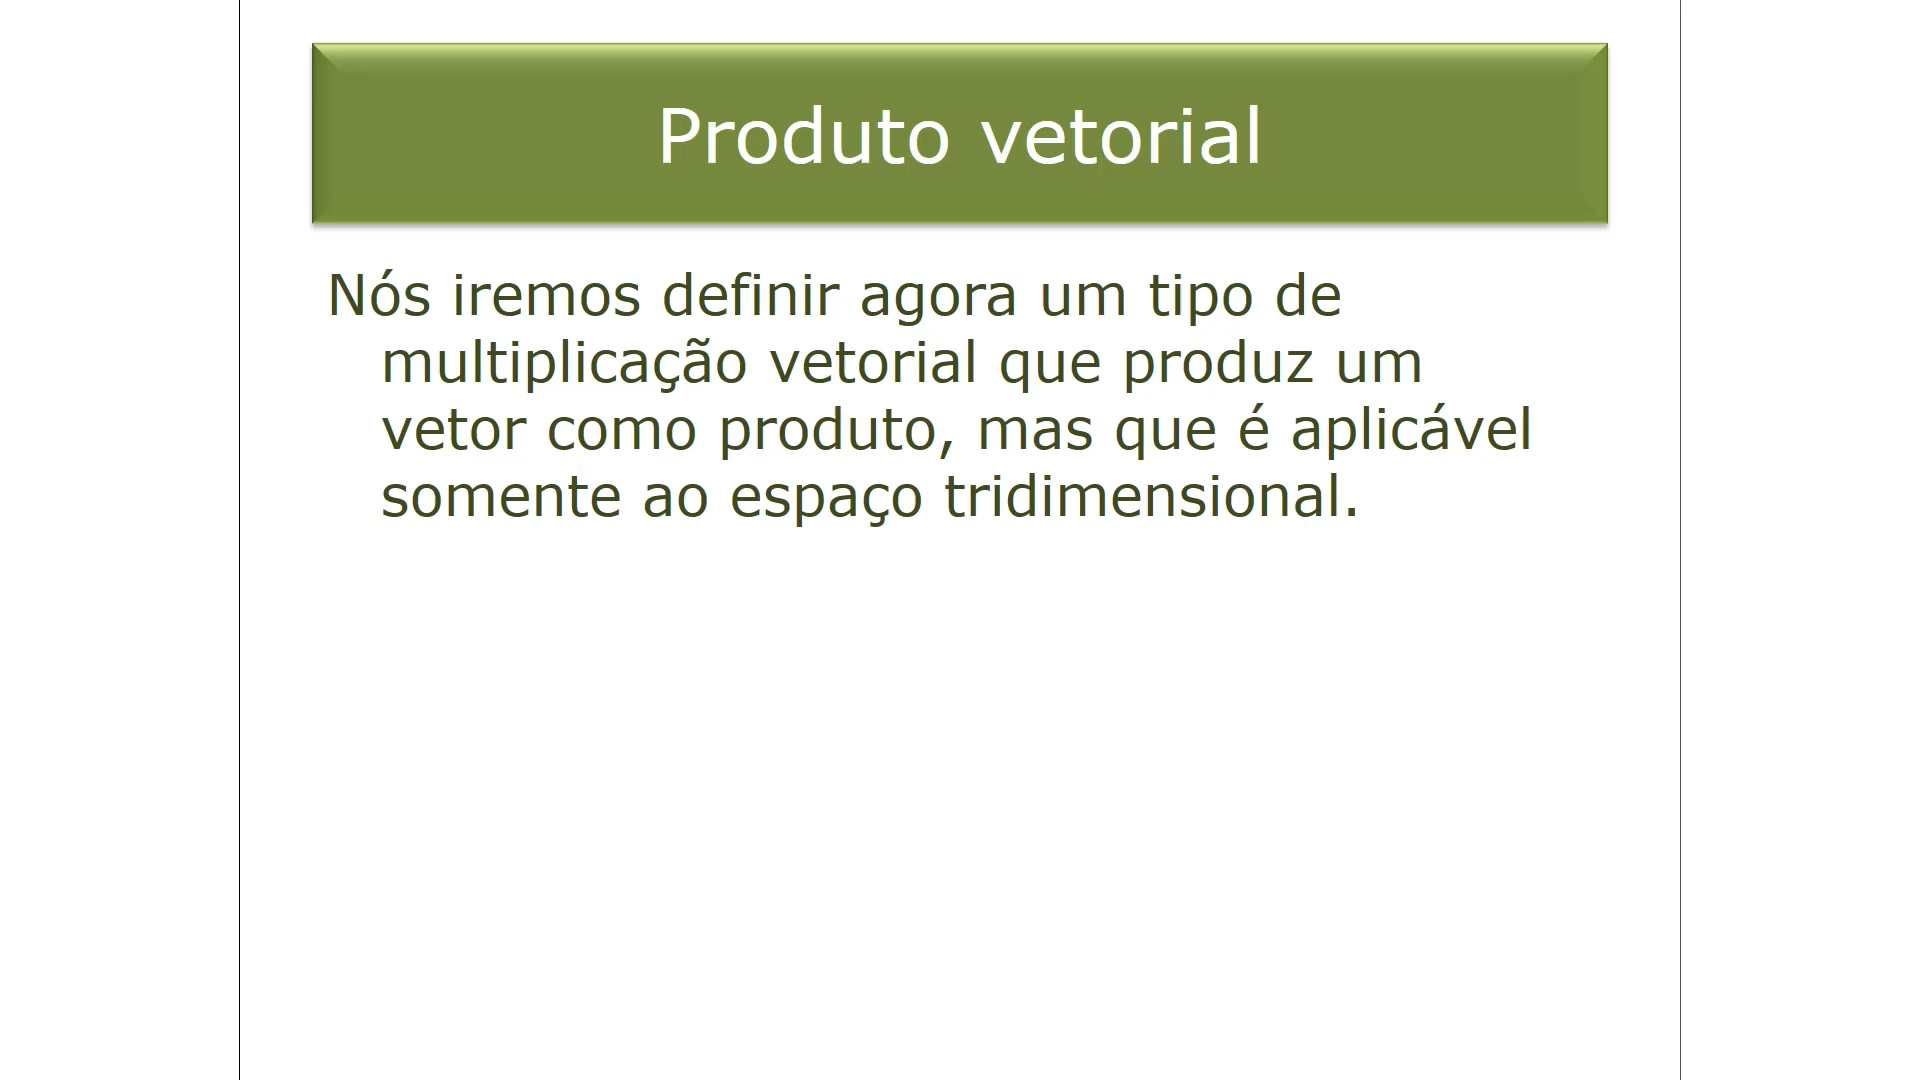 Produto vetorial
Nós iremos definir agora um tipo de
multiplicação vetorial que produz um
vetor como produto, mas que é aplicável
somente ao espaço tridimensional.